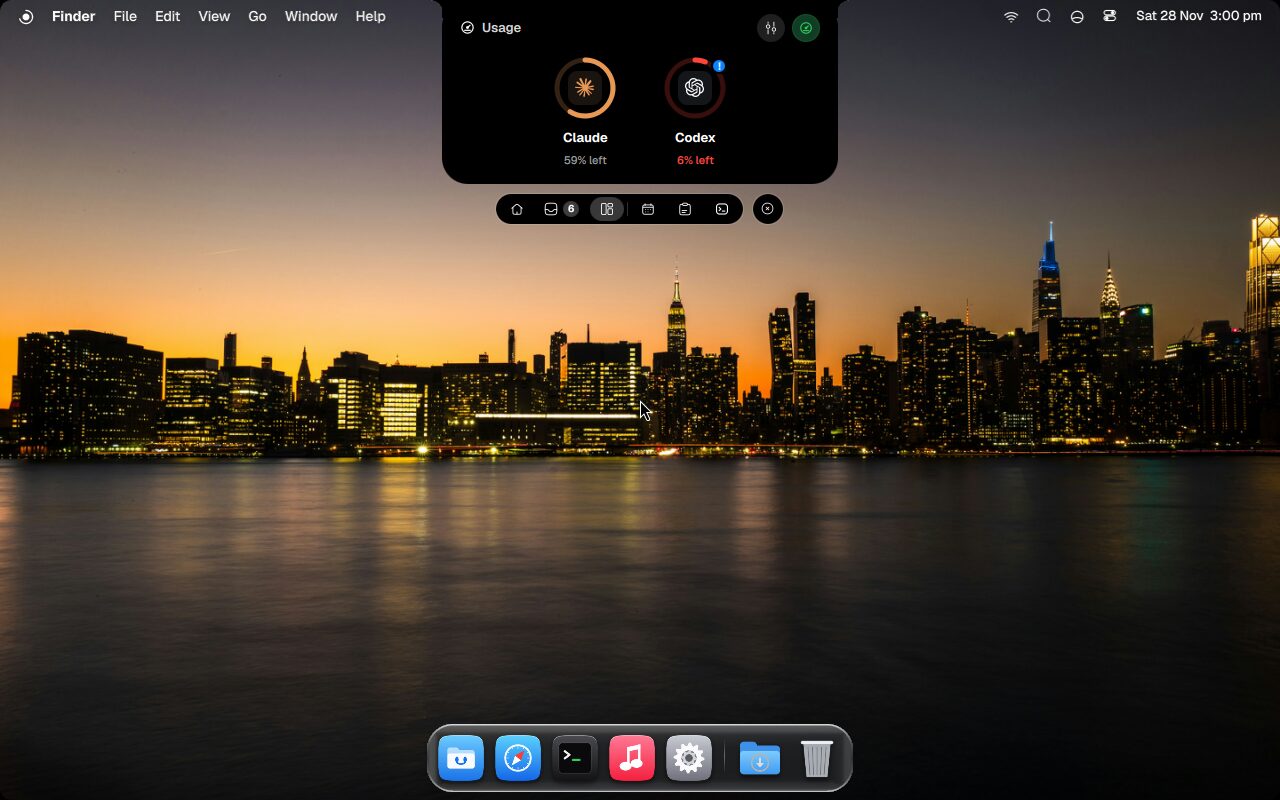 Finder File Edit View Go Window Help
Sat 28 Nov 3:00 pm
Usage
Claude
59% left
Codex
6% left
6